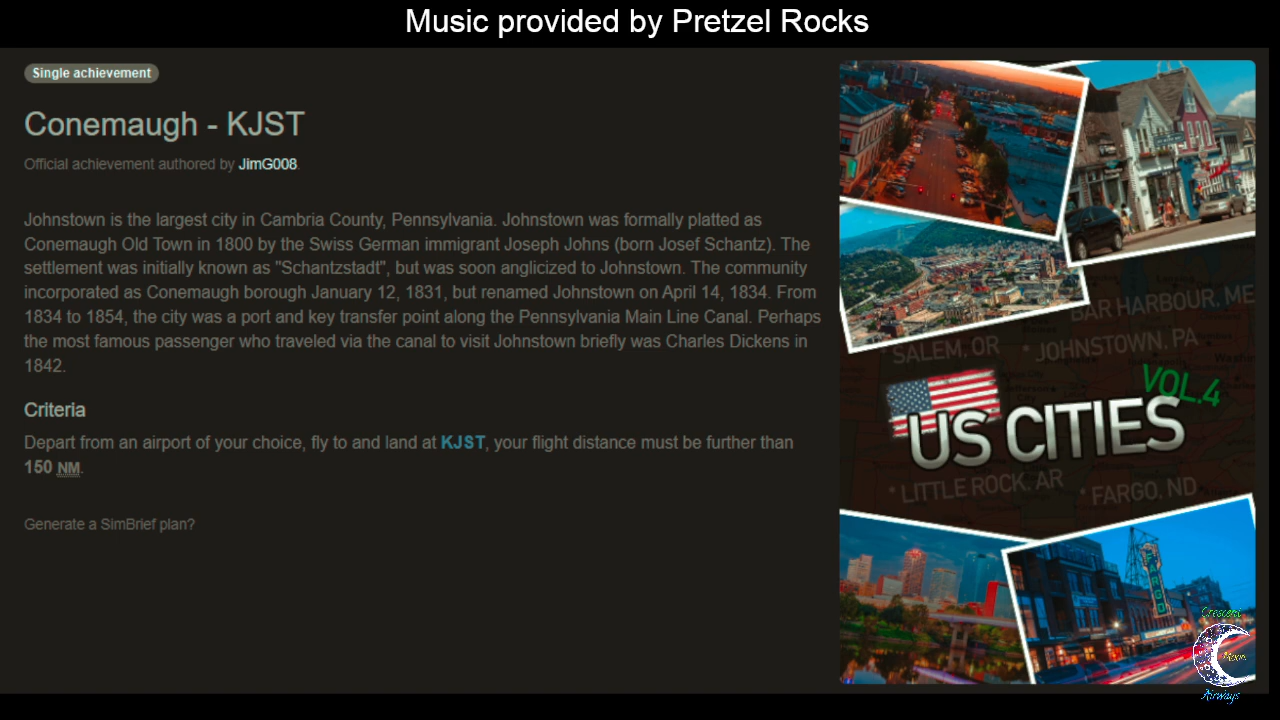 Music provided by Pretzel Rocks
Single achievement
Conemaugh - KJST
Official achievement authored by JimG008.
Johnstown is the largest city in Cambria County, Pennsylvania. Johnstown was formally platted as
Conemaugh Old Town in 1800 by the Swiss German immigrant Joseph Johns (born Josef Schantz). The
settlement was initially known as "Schantzstadt", but was soon anglicized to Johnstown. The community
incorporated as Conemaugh borough January 12, 1831, but renamed Johnstown on April 14, 1834. From
1834 to 1854, the city was a port and key transfer point along the Pennsylvania Main Line Canal. Perhaps
the most famous passenger who traveled via the canal to visit Johnstown briefly was Charles Dickens in
1842.
Criteria
Depart from an airport of your choice, fly to and land at KJST, your flight distance must be further than
150 NM.
Generate a SimBrief plan?
BAR HARBOUR, ME
* SALEM, OR * JOHNSTOWN, PA
VOL.4
US CITIES
* LITTLE ROCK, AR * FARGO, ND
FARGO
Crescent
Moon
Airways